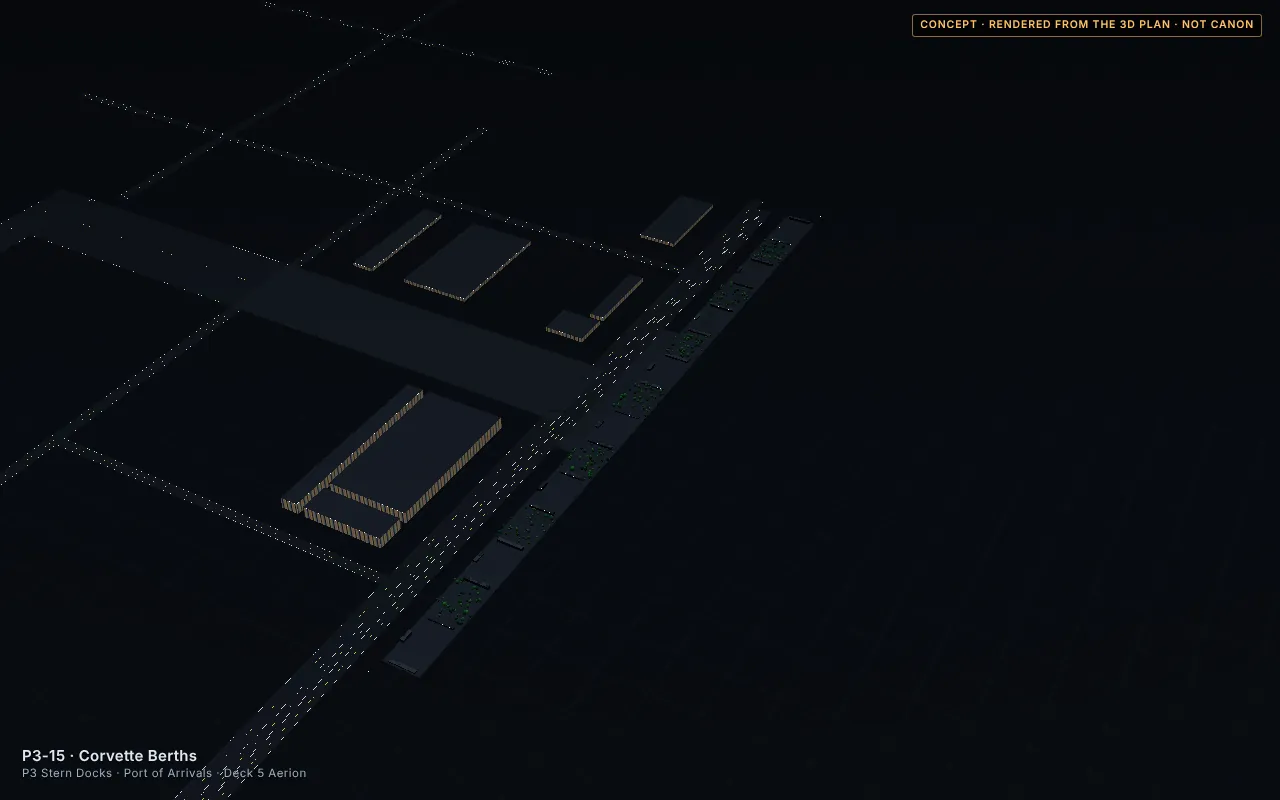 CONCEPT · RENDERED FROM THE 3D PLAN · NOT CANON
P3-15 · Corvette Berths
P3 Stern Docks · Port of Arrivals · Deck 5 Aerion